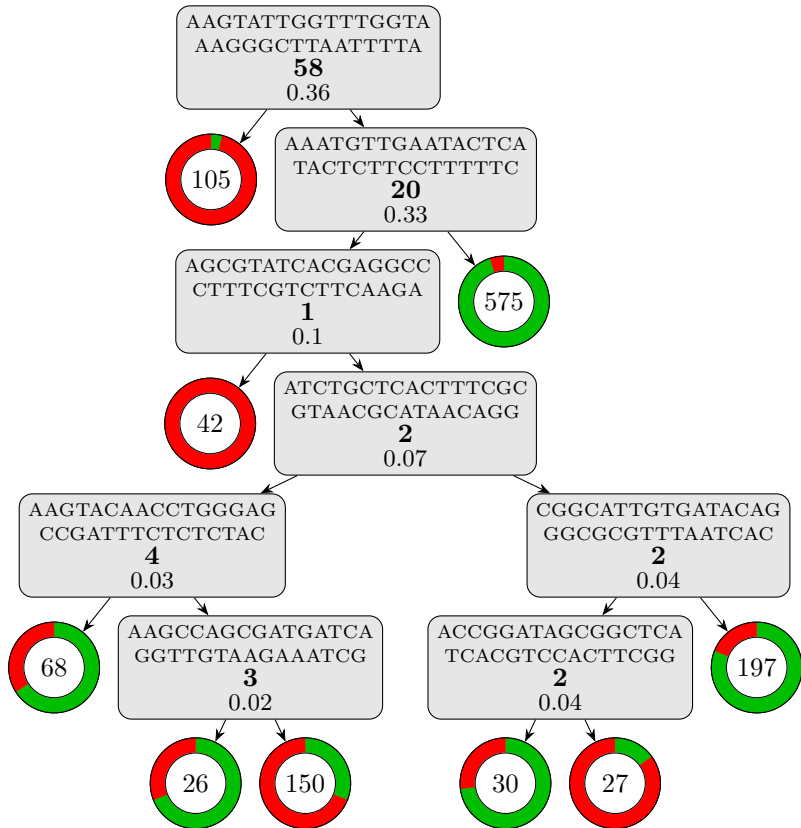 AAGTATTGGTTTGGTA
AAGGGCTTAATTTTA
58
0.36
105
AAATGTTGAATACTCA
TACTCTTCCTTTTTC
20
0.33
AGCGTATCACGAGGCC
CTTTCGTCTTCAAGA
1
0.1
575
42
ATCTGCTCACTTTCGC
GTAACGCATAACAGG
2
0.07
AAGTACAACCTGGGAG
CCGATTTCTCTCTAC
4
0.03
CGGCATTGTGATACAG
GGCGCGTTTAATCAC
2
0.04
68
AAGCCAGCGATGATCA
GGTTGTAAGAAATCG
3
0.02
ACCGGATAGCGGCTCA
TCACGTCCACTTCGG
2
0.04
197
26
150
30
27